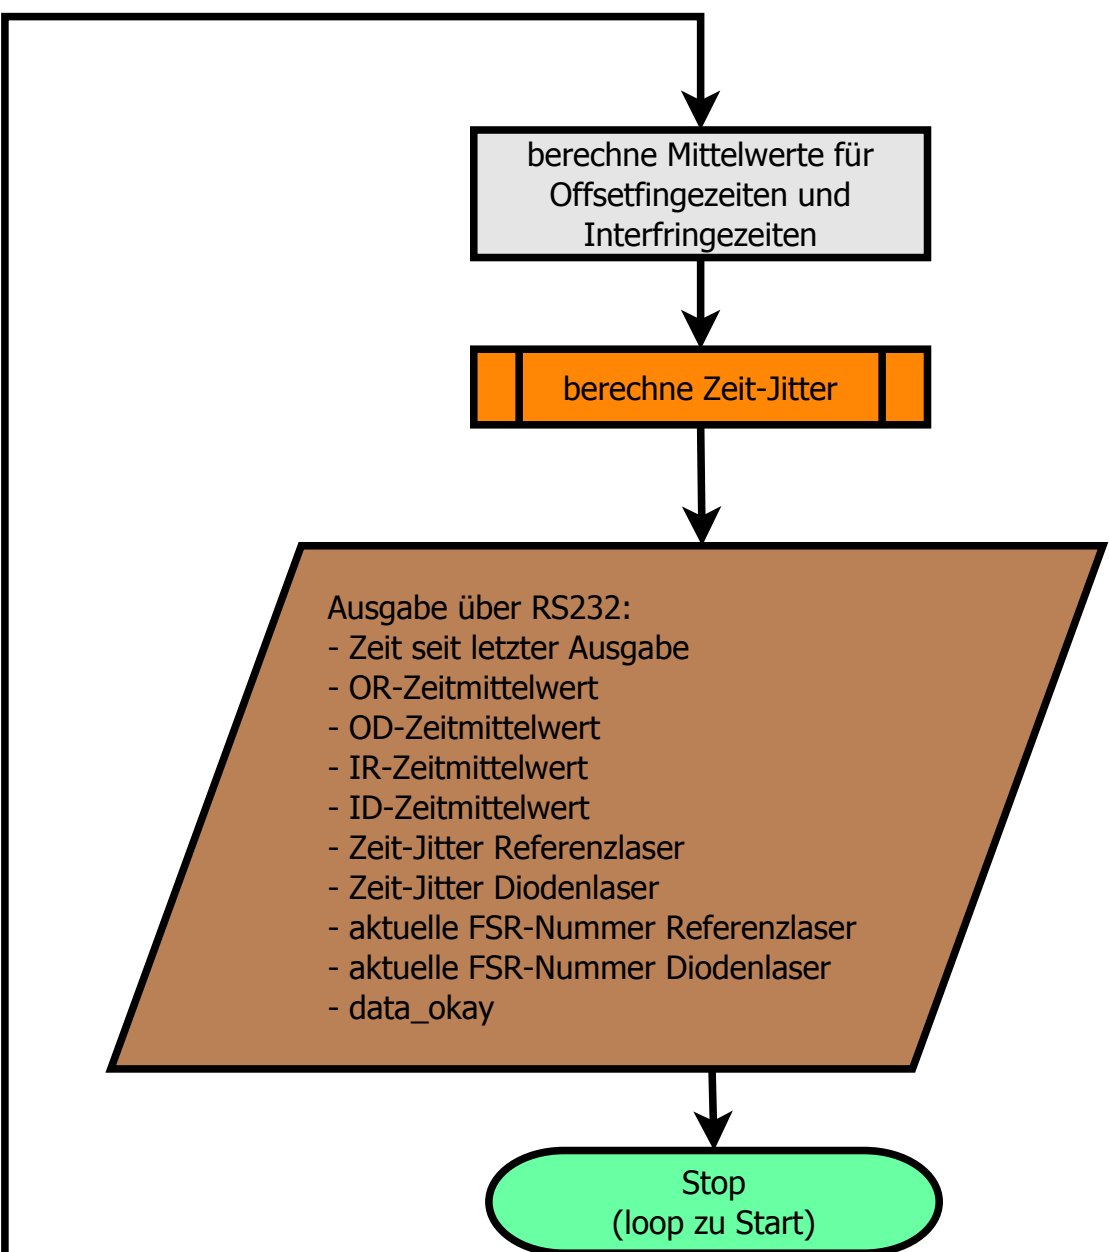 berechne Mittelwerte für
Offsetfingezeiten und
Interfringezeiten
berechne Zeit-Jitter
Ausgabe über RS232:
- Zeit seit letzter Ausgabe
- OR-Zeitmittelwert
- OD-Zeitmittelwert
- IR-Zeitmittelwert
- ID-Zeitmittelwert
- Zeit-Jitter Referenzlaser
- Zeit-Jitter Diodenlaser
- aktuelle FSR-Nummer Referenzlaser
- aktuelle FSR-Nummer Diodenlaser
- data_okay
Stop
(loop zu Start)